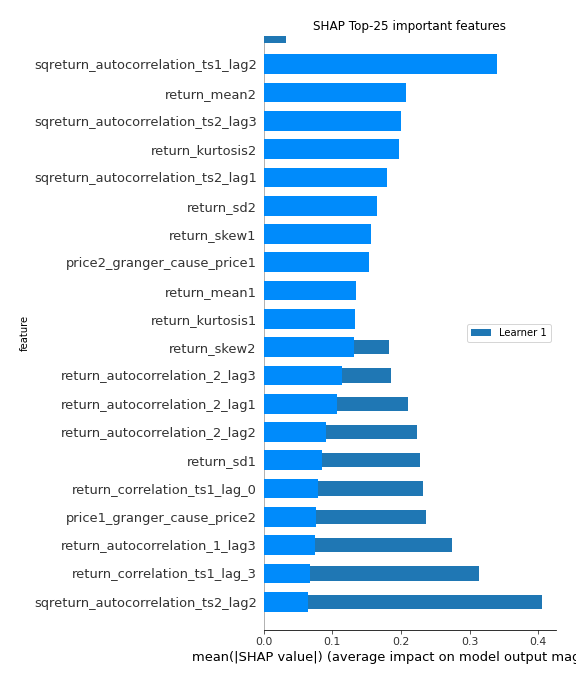 SHAP Top-25 important features
sqreturn_autocorrelation_ts1_lag2
return_mean2
sqreturn_autocorrelation_ts2_lag3
return_kurtosis2
sqreturn_autocorrelation_ts2_lag1
return_sd2
return_skew1
price2_granger_cause_price1
return_mean1
return_kurtosis1
feature
Learner 1
return_skew2
return_autocorrelation_2_lag3
return_autocorrelation_2_lag1
return_autocorrelation_2_lag2
return_sd1
return_correlation_ts1_lag_0
price1_granger_cause_price2
return_autocorrelation_1_lag3
return_correlation_ts1_lag_3
sqreturn_autocorrelation_ts2_lag2
0.0 0.1 0.2 0.3 0.4
mean(|SHAP value|) (average impact on model output mag